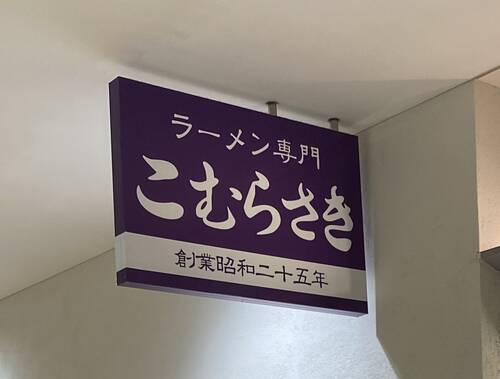 ラーメン専門
こむらさき
創業昭和二十五年